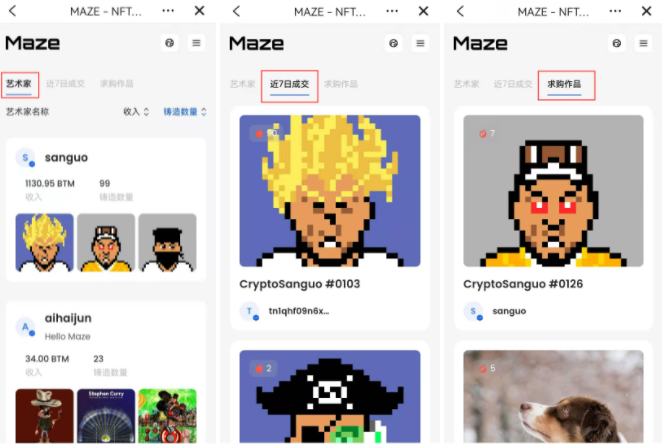 MAZE - NFT...
Maze
艺术家 近7日成交 求购作品
艺术家名称 收入 铸造数量
S sanguo
1130.95 BTM 99
收入 铸造数量
A aihaijun
Hello Maze
34.00 BTM 23
收入 铸造数量
Stephen Curry
MAZE - NFT...
Maze
艺术家 近7日成交 求购作品
CryptoSanguo #0103
T tn1qhf09n6x...
2
MAZE - NFT...
Maze
艺术家 近7日成交 求购作品
7
CryptoSanguo #0126
S sanguo
5